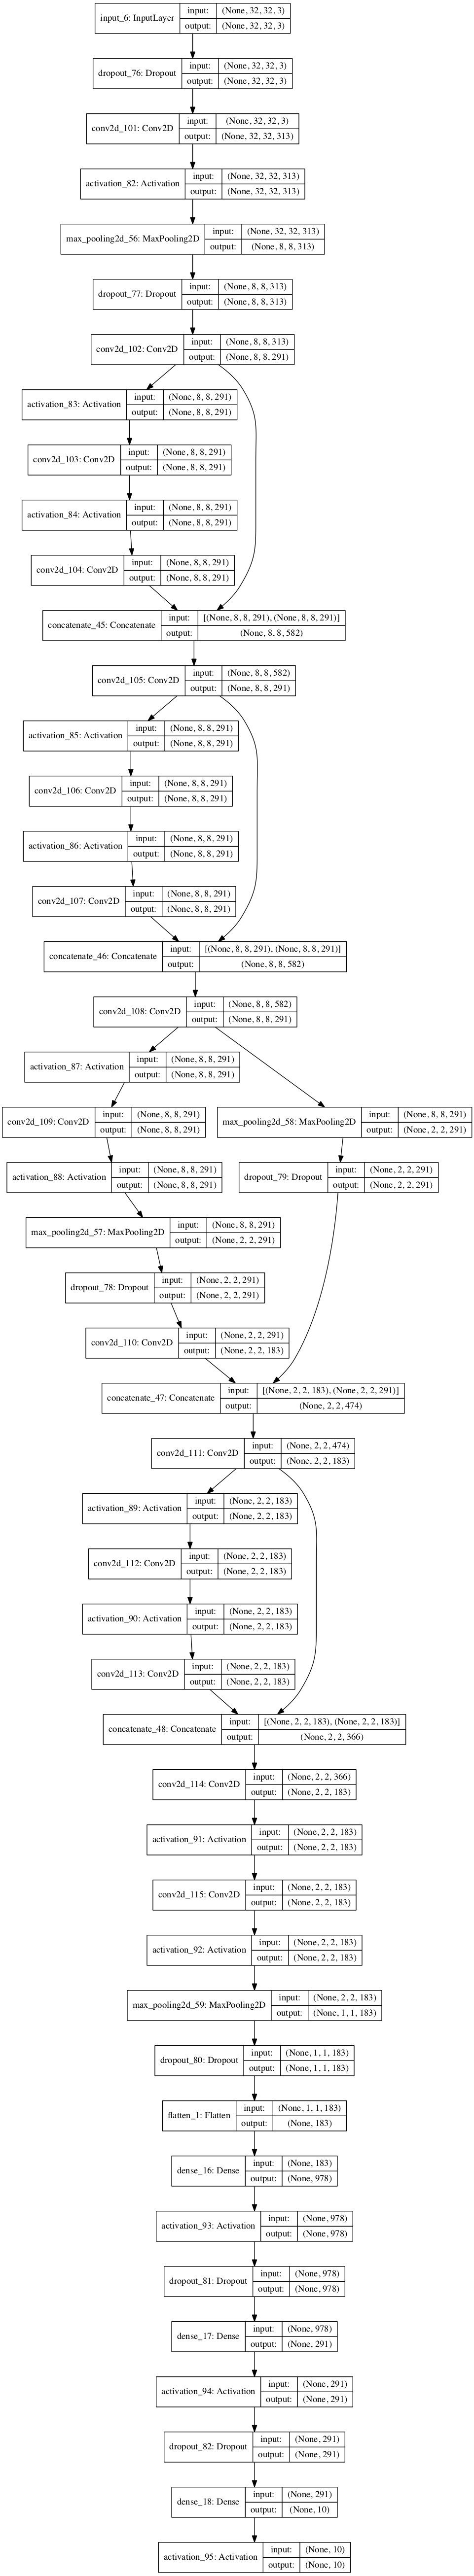 input_6: InputLayer input: (None, 32, 32, 3)
output: (None, 32, 32, 3)
dropout_76: Dropout input: (None, 32, 32, 3)
output: (None, 32, 32, 3)
conv2d_101: Conv2D input: (None, 32, 32, 3)
output: (None, 32, 32, 313)
activation_82: Activation input: (None, 32, 32, 313)
output: (None, 32, 32, 313)
max_pooling2d_56: MaxPooling2D input: (None, 32, 32, 313)
output: (None, 8, 8, 313)
dropout_77: Dropout input: (None, 8, 8, 313)
output: (None, 8, 8, 313)
conv2d_102: Conv2D input: (None, 8, 8, 313)
output: (None, 8, 8, 291)
activation_83: Activation input: (None, 8, 8, 291)
output: (None, 8, 8, 291)
conv2d_103: Conv2D input: (None, 8, 8, 291)
output: (None, 8, 8, 291)
activation_84: Activation input: (None, 8, 8, 291)
output: (None, 8, 8, 291)
conv2d_104: Conv2D input: (None, 8, 8, 291)
output: (None, 8, 8, 291)
concatenate_45: Concatenate input: [(None, 8, 8, 291), (None, 8, 8, 291)]
output: (None, 8, 8, 582)
conv2d_105: Conv2D input: (None, 8, 8, 582)
output: (None, 8, 8, 291)
activation_85: Activation input: (None, 8, 8, 291)
output: (None, 8, 8, 291)
conv2d_106: Conv2D input: (None, 8, 8, 291)
output: (None, 8, 8, 291)
activation_86: Activation input: (None, 8, 8, 291)
output: (None, 8, 8, 291)
conv2d_107: Conv2D input: (None, 8, 8, 291)
output: (None, 8, 8, 291)
concatenate_46: Concatenate input: [(None, 8, 8, 291), (None, 8, 8, 291)]
output: (None, 8, 8, 582)
conv2d_108: Conv2D input: (None, 8, 8, 582)
output: (None, 8, 8, 291)
activation_87: Activation input: (None, 8, 8, 291)
output: (None, 8, 8, 291)
conv2d_109: Conv2D input: (None, 8, 8, 291)
output: (None, 8, 8, 291)
max_pooling2d_58: MaxPooling2D input: (None, 8, 8, 291)
output: (None, 2, 2, 291)
activation_88: Activation input: (None, 8, 8, 291)
output: (None, 8, 8, 291)
dropout_79: Dropout input: (None, 2, 2, 291)
output: (None, 2, 2, 291)
max_pooling2d_57: MaxPooling2D input: (None, 8, 8, 291)
output: (None, 2, 2, 291)
dropout_78: Dropout input: (None, 2, 2, 291)
output: (None, 2, 2, 291)
conv2d_110: Conv2D input: (None, 2, 2, 291)
output: (None, 2, 2, 183)
concatenate_47: Concatenate input: [(None, 2, 2, 183), (None, 2, 2, 291)]
output: (None, 2, 2, 474)
conv2d_111: Conv2D input: (None, 2, 2, 474)
output: (None, 2, 2, 183)
activation_89: Activation input: (None, 2, 2, 183)
output: (None, 2, 2, 183)
conv2d_112: Conv2D input: (None, 2, 2, 183)
output: (None, 2, 2, 183)
activation_90: Activation input: (None, 2, 2, 183)
output: (None, 2, 2, 183)
conv2d_113: Conv2D input: (None, 2, 2, 183)
output: (None, 2, 2, 183)
concatenate_48: Concatenate input: [(None, 2, 2, 183), (None, 2, 2, 183)]
output: (None, 2, 2, 366)
conv2d_114: Conv2D input: (None, 2, 2, 366)
output: (None, 2, 2, 183)
activation_91: Activation input: (None, 2, 2, 183)
output: (None, 2, 2, 183)
conv2d_115: Conv2D input: (None, 2, 2, 183)
output: (None, 2, 2, 183)
activation_92: Activation input: (None, 2, 2, 183)
output: (None, 2, 2, 183)
max_pooling2d_59: MaxPooling2D input: (None, 2, 2, 183)
output: (None, 1, 1, 183)
dropout_80: Dropout input: (None, 1, 1, 183)
output: (None, 1, 1, 183)
flatten_1: Flatten input: (None, 1, 1, 183)
output: (None, 183)
dense_16: Dense input: (None, 183)
output: (None, 978)
activation_93: Activation input: (None, 978)
output: (None, 978)
dropout_81: Dropout input: (None, 978)
output: (None, 978)
dense_17: Dense input: (None, 978)
output: (None, 291)
activation_94: Activation input: (None, 291)
output: (None, 291)
dropout_82: Dropout input: (None, 291)
output: (None, 291)
dense_18: Dense input: (None, 291)
output: (None, 10)
activation_95: Activation input: (None, 10)
output: (None, 10)